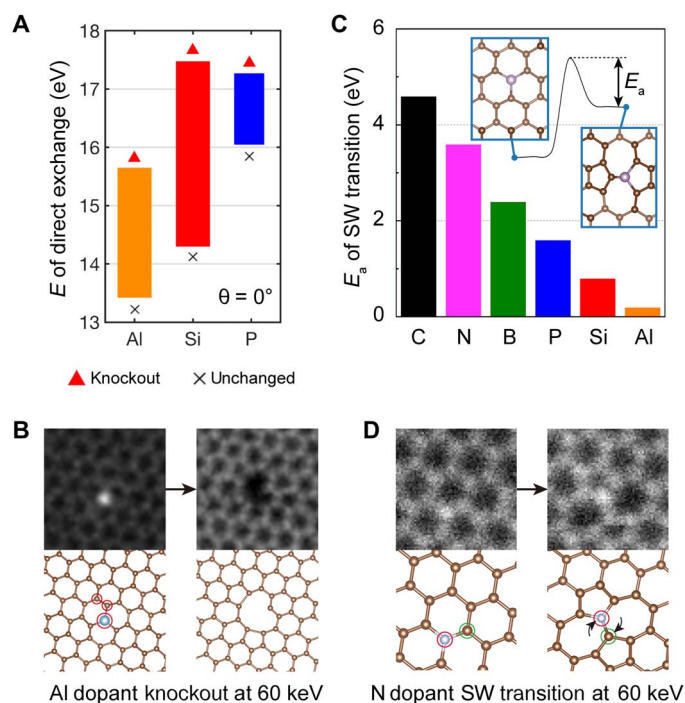 A
E of direct exchange (eV)
18
17
16
15
14
13
θ = 0°
Al Si P
Knockout Unchanged
C
Ea of SW transition (eV)
6
4
2
0
Ea
C N B P Si Al
B
Al dopant knockout at 60 keV
D
N dopant SW transition at 60 keV